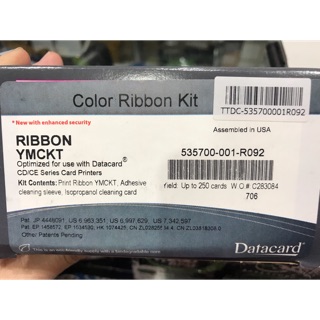 Color Ribbon Kit
TTDC-535700001R092
* New with enhanced security
Assembled in USA
RIBBON
YMCKT
535700-001-R092
Optimized for use with Datacard®
CD/CE Series Card Printers
Kit Contents: Print Ribbon YMCKT, Adhesive
cleaning sleeve, Isopropanol cleaning card
Yield: Up to 250 cards W.O.#: C283084
706
Pat. JP 4448091, US 6,963,351, US 6,997,629, US 7,342,597
Other Patents Pending
Datacard